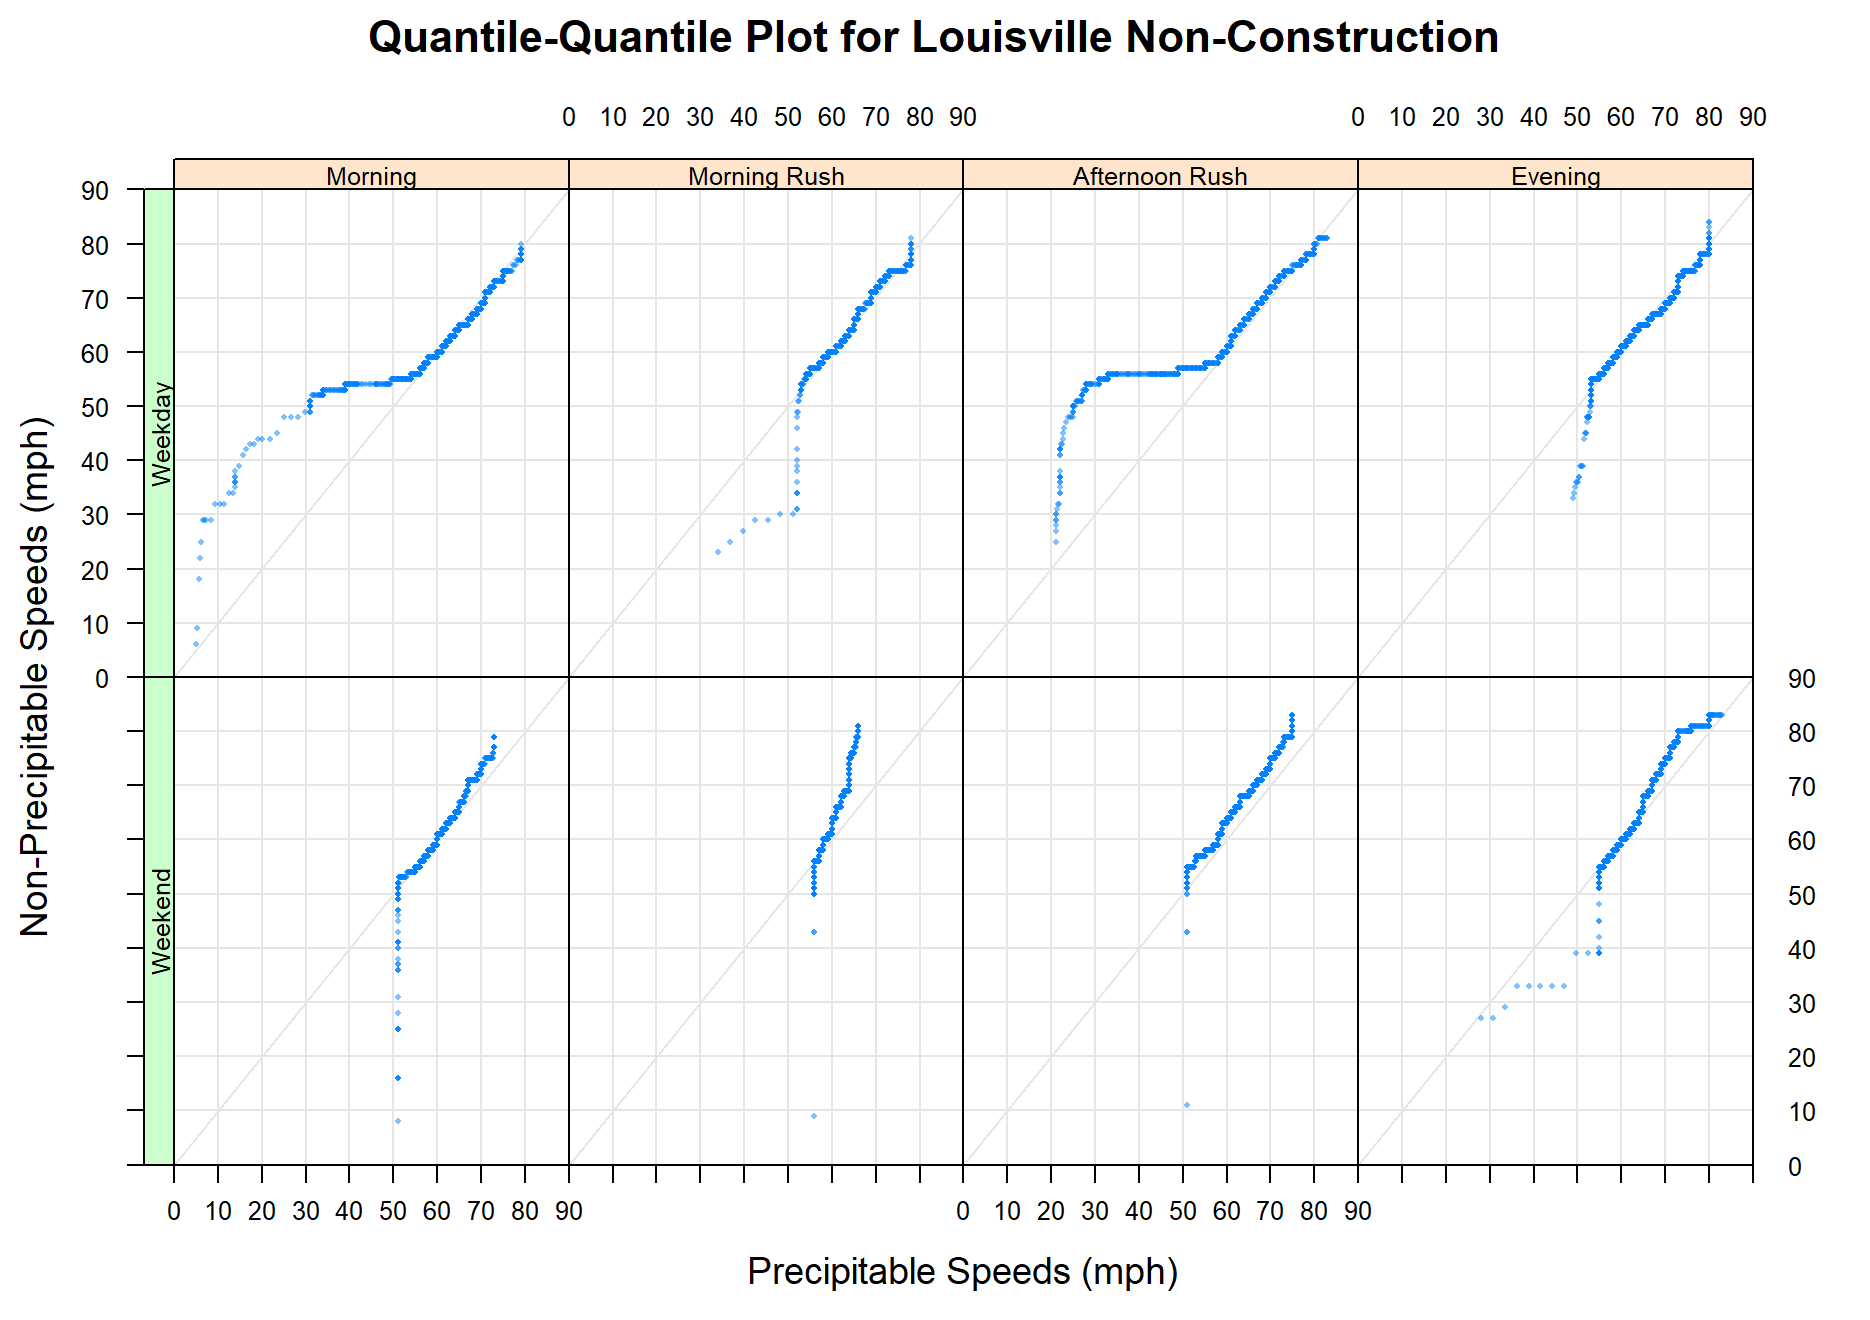 Quantile-Quantile Plot for Louisville Non-Construction
0 10 20 30 40 50 60 70 80 90 0 10 20 30 40 50 60 70 80 90
Morning Morning Rush Afternoon Rush Evening
90
80
70
60
50
40
30
20
10
0
Weekday
Non-Precipitable Speeds (mph)
Weekend
90
80
70
60
50
40
30
20
10
0
0 10 20 30 40 50 60 70 80 90 0 10 20 30 40 50 60 70 80 90
Precipitable Speeds (mph)